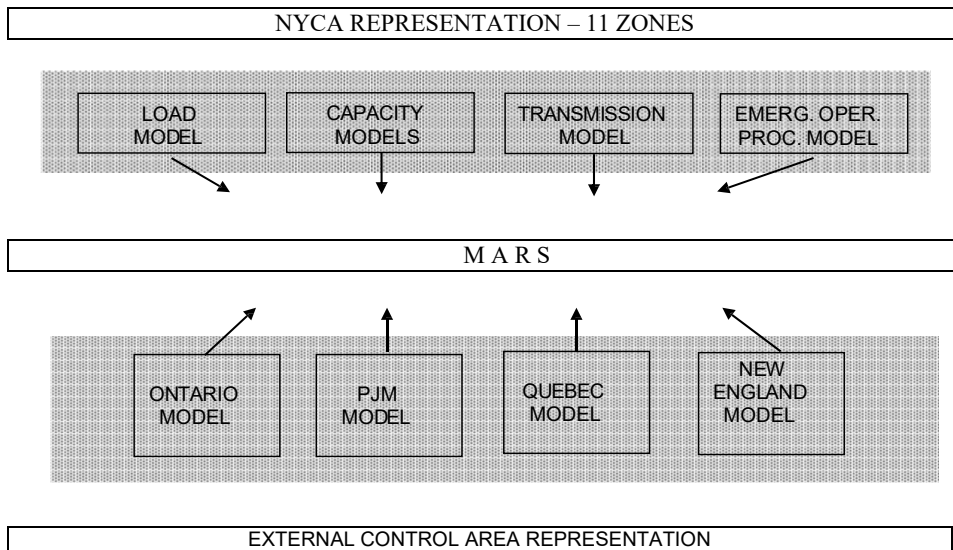 NYCA REPRESENTATION – 11 ZONES
LOAD
MODEL
CAPACITY
MODELS
TRANSMISSION
MODEL
EMERG. OPER.
PROC. MODEL
M A R S
ONTARIO
MODEL
PJM
MODEL
QUEBEC
MODEL
NEW
ENGLAND
MODEL
EXTERNAL CONTROL AREA REPRESENTATION